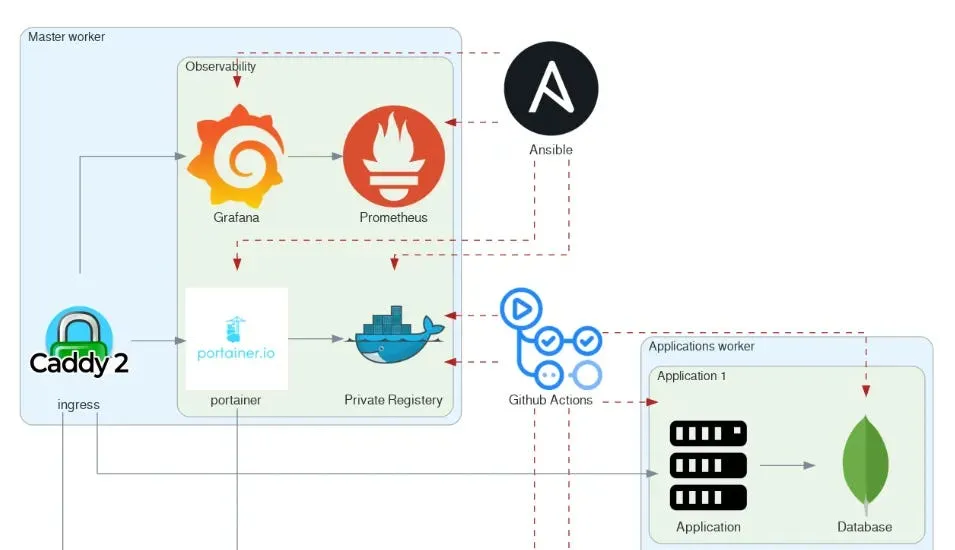 Master worker
Observability
Grafana
Prometheus
Ansible
Caddy 2
ingress
portainer.io
portainer
Private Registery
Github Actions
Applications worker
Application 1
Application
Database